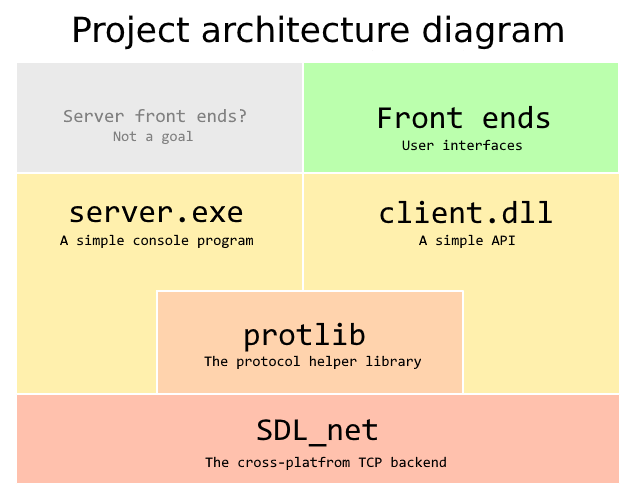 Project architecture diagram
Server front ends?
Not a goal
Front ends
User interfaces
server.exe
A simple console program
client.dll
A simple API
protlib
The protocol helper library
SDL_net
The cross-platfrom TCP backend